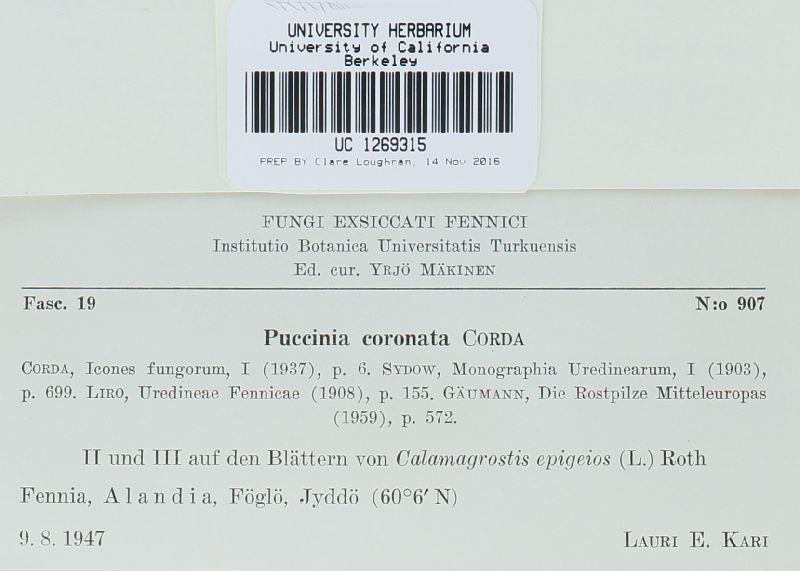 UNIVERSITY HERBARIUM
University of California
Berkeley
UC 1269315
PREP BY Clare Loughran, 14 Nov 2016
FUNGI EXSICCATI FENNICI
Institutio Botanica Universitatis Turkuensis
Ed. cur. YRJÖ MÄKINEN
Fasc. 19 N:o 907
Puccinia coronata CORDA
CORDA, Icones fungorum, I (1937), p. 6. SYDOW, Monographia Uredinearum, I (1903),
p. 699. LIRO, Uredineae Fennicae (1908), p. 155. GÄUMANN, Die Rostpilze Mitteleuropas
(1959), p. 572.
II und III auf den Blättern von Calamagrostis epigeios (L.) Roth
Fennia, Alandia, Föglö, Jyddö (60°6′ N)
9. 8. 1947 LAURI E. KARI